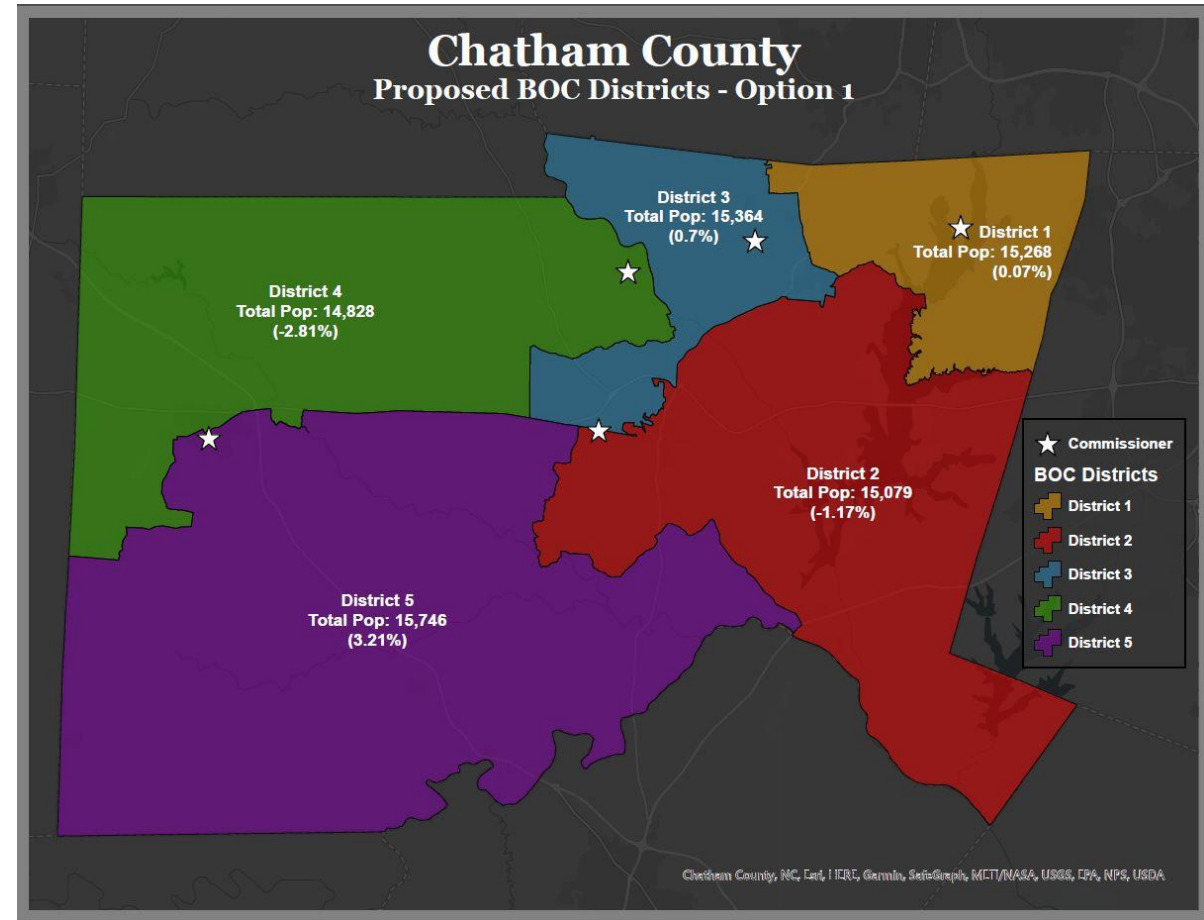 Chatham County
Proposed BOC Districts - Option 1
District 3
Total Pop: 15,364
(0.7%)
District 1
Total Pop: 15,268
(0.07%)
District 4
Total Pop: 14,828
(-2.81%)
District 2
Total Pop: 15,079
(-1.17%)
District 5
Total Pop: 15,746
(3.21%)
Commissioner
BOC Districts
District 1
District 2
District 3
District 4
District 5
Chatham County, NC, Esri, HERE, Garmin, SafeGraph, METI/NASA, USGS, EPA, NPS, USDA